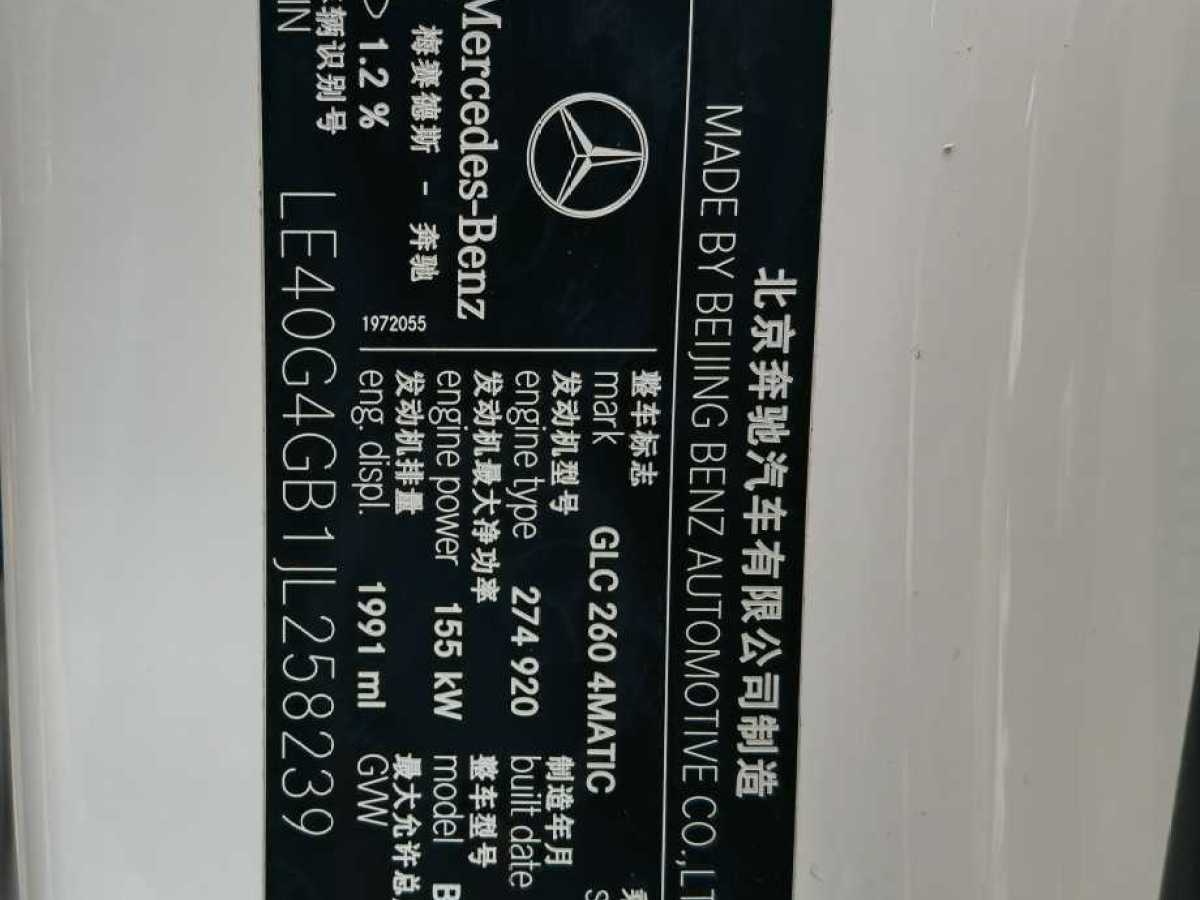 北京奔驰汽车有限公司制造
MADE BY BEIJING BENZ AUTOMOTIVE CO.,LT
Mercedes-Benz
梅赛德斯 - 奔驰
1.2 %
1972055
整车标志
mark GLC 260 4MATIC
发动机型号
engine type 274 920
发动机最大净功率
engine power 155 kW
发动机排量
eng. displ. 1991 ml
制造年月
built date
整车型号
model B
最大允许总
GVW
辆识别号
IN LE40G4GB1JL258239